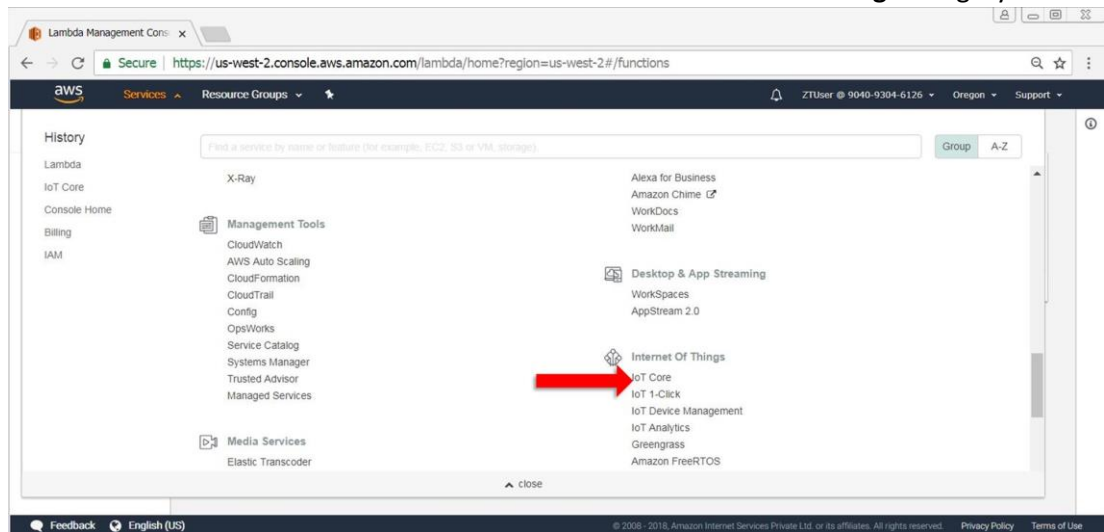 Lambda Management Cons
Secure | https://us-west-2.console.aws.amazon.com/lambda/home?region=us-west-2#/functions
aws Services Resource Groups ZTUser @ 9040-9304-6126 Oregon Support
History
Lambda
IoT Core
Console Home
Billing
IAM
Find a service by name or feature (for example, EC2, S3 or VM, storage).
Group A-Z
X-Ray
Management Tools
CloudWatch
AWS Auto Scaling
CloudFormation
CloudTrail
Config
OpsWorks
Service Catalog
Systems Manager
Trusted Advisor
Managed Services
Media Services
Elastic Transcoder
Alexa for Business
Amazon Chime
WorkDocs
WorkMail
Desktop & App Streaming
WorkSpaces
AppStream 2.0
Internet Of Things
IoT Core
IoT 1-Click
IoT Device Management
IoT Analytics
Greengrass
Amazon FreeRTOS
close
Feedback English (US) © 2008 - 2018, Amazon Internet Services Private Ltd. or its affiliates. All rights reserved. Privacy Policy Terms of Use